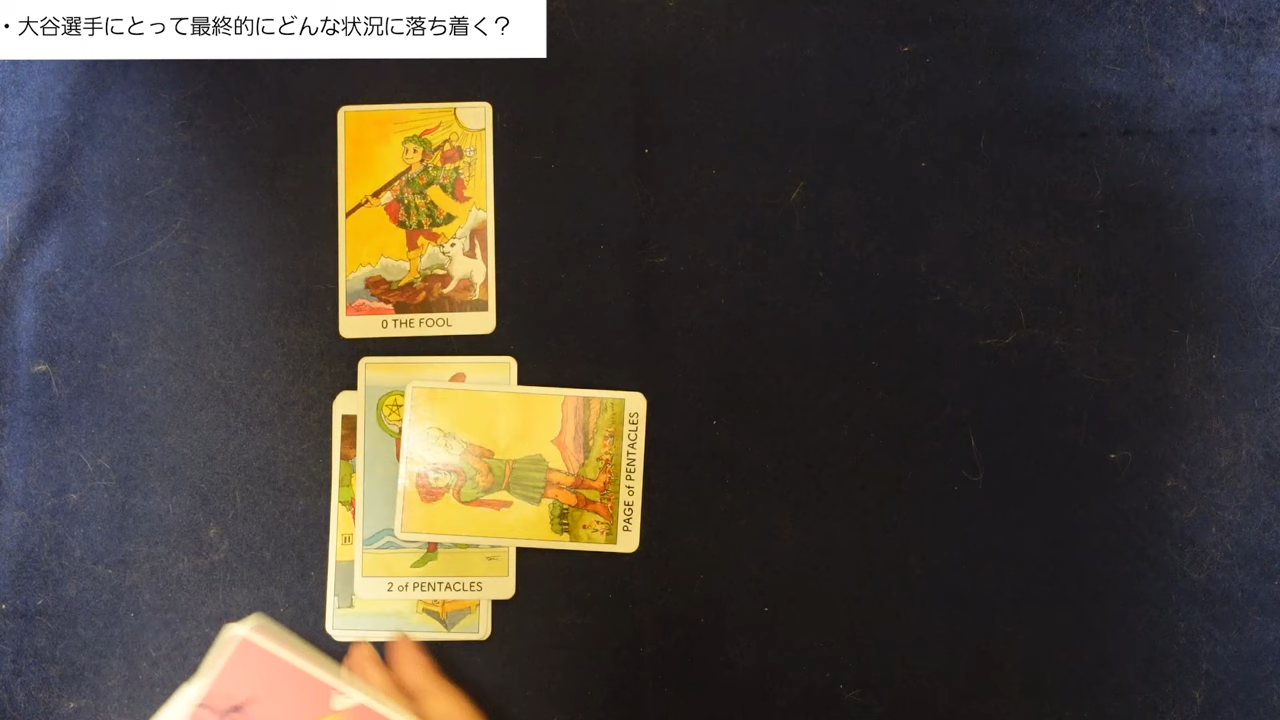 ・大谷選手にとって最終的にどんな状況に落ち着く？
0 THE FOOL
2 of PENTACLES
PAGE of PENTACLES